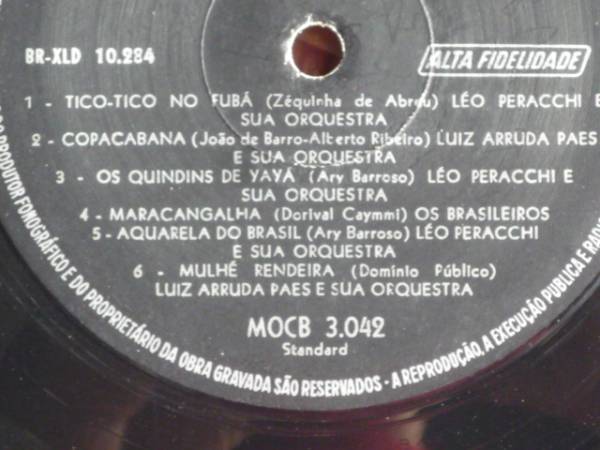 BR-XLD 10.284
ALTA FIDELIDADE
1 - TICO-TICO NO FUBÁ (Zéquinha de Abreu) LÉO PERACCHI E
SUA ORQUESTRA
2 - COPACABANA (João de Barro-Alberto Ribeiro) LUIZ ARRUDA PAES
E SUA ORQUESTRA
3 - OS QUINDINS DE YAYÁ (Ary Barroso) LÉO PERACCHI E
SUA ORQUESTRA
4 - MARACANGALHA (Dorival Caymmi) OS BRASILEIROS
5 - AQUARELA DO BRASIL (Ary Barroso) LÉO PERACCHI
E SUA ORQUESTRA
6 - MULHÉ RENDEIRA (Domínio Público)
LUIZ ARRUDA PAES E SUA ORQUESTRA
MOCB 3.042
Standard
DO PRODUTOR FONOGRÁFICO E DO PROPRIETÁRIO DA OBRA GRAVADA SÃO RESERVADOS - A REPRODUÇÃO, A EXECUÇÃO PUBLICA E